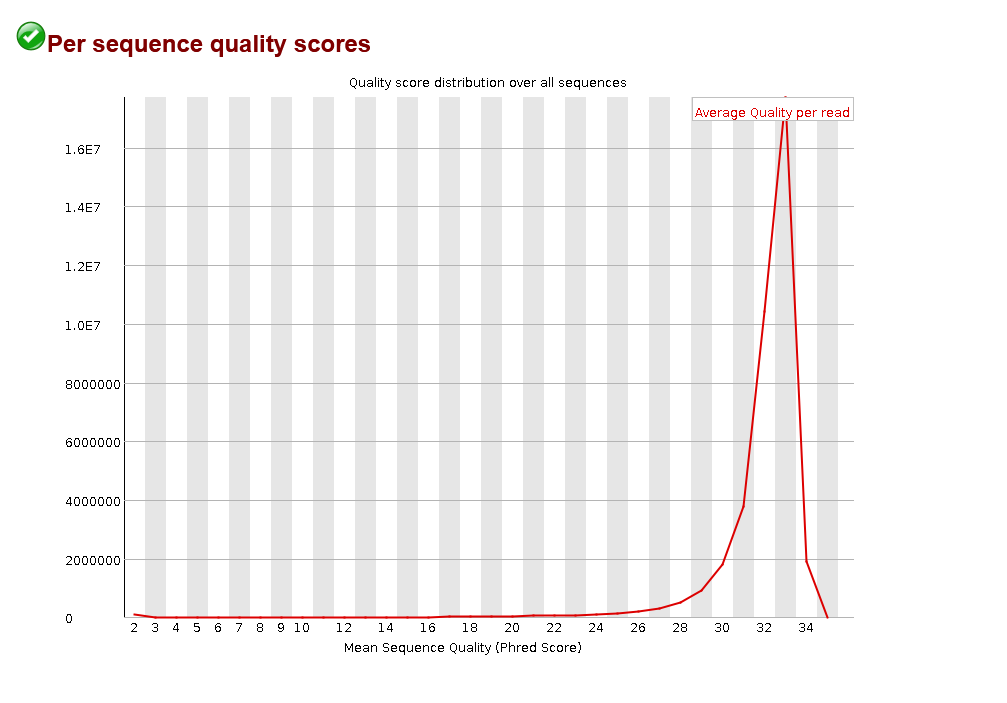 Per sequence quality scores
Quality score distribution over all sequences
Average Quality per read
1.6E7
1.4E7
1.2E7
1.0E7
8000000
6000000
4000000
2000000
0
2 3 4 5 6 7 8 9 10 12 14 16 18 20 22 24 26 28 30 32 34
Mean Sequence Quality (Phred Score)